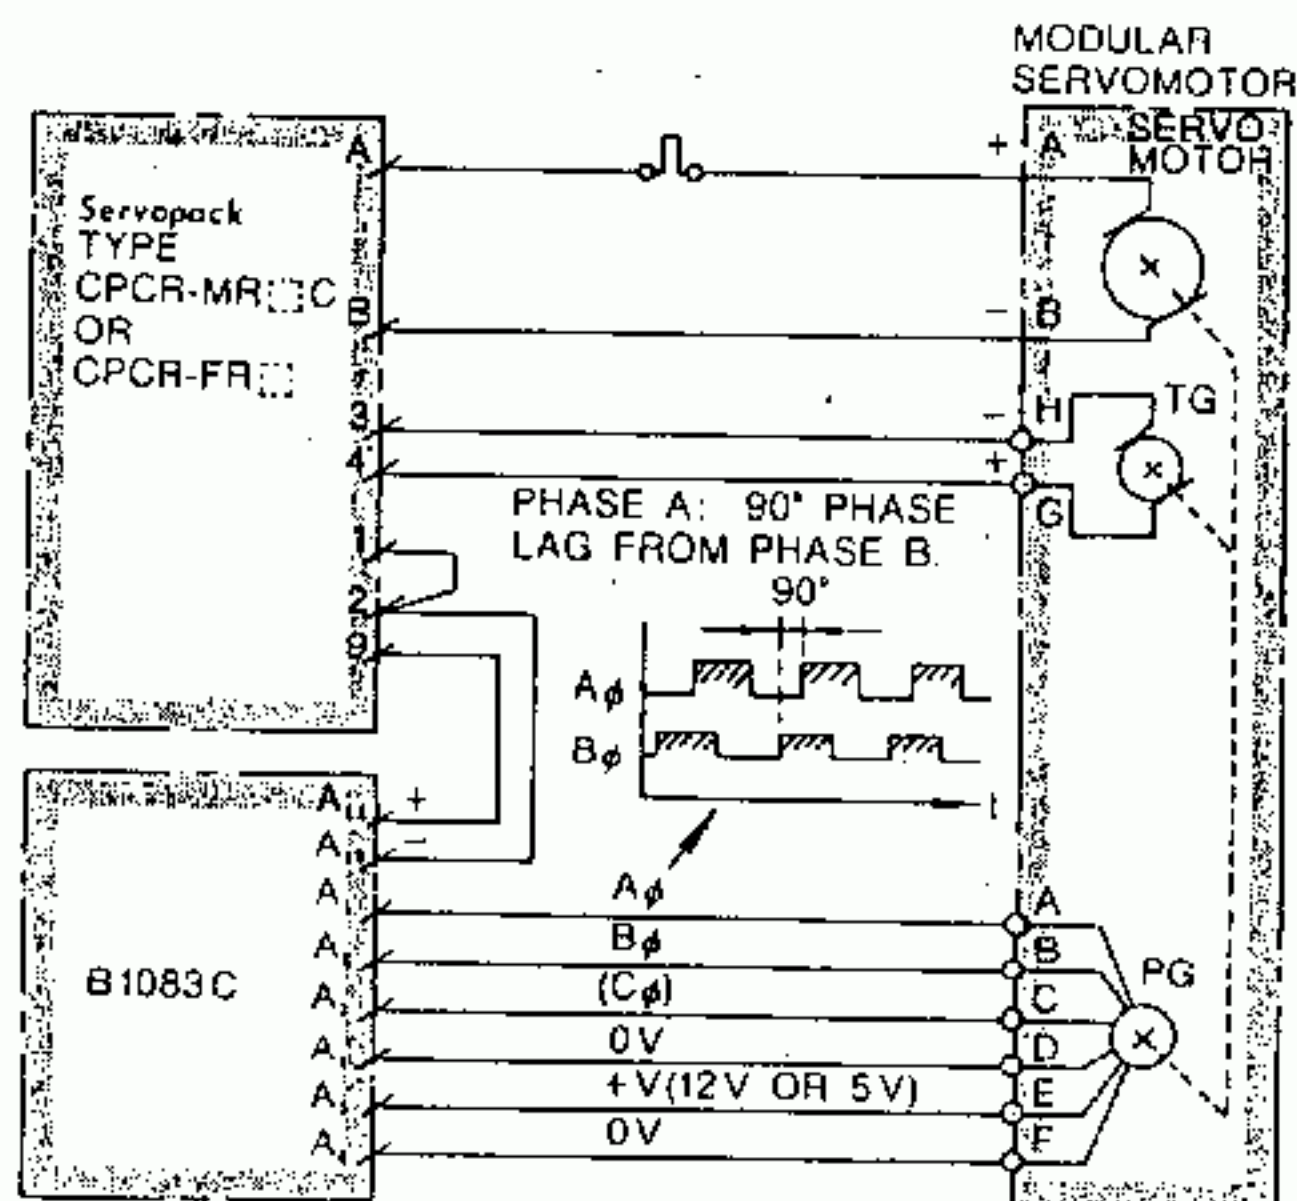 MODULAR
SERVOMOTOR
SERVO
MOTOR
A
+
A
Servopack
TYPE
CPCR-MR C
OR
CPCR-FR
B
−
B
3
−
H
TG
4
+
G
PHASE A: 90° PHASE
LAG FROM PHASE B.
1
2
90°
9
Aφ
Bφ
t
A
+
A
−
A
Aφ
A
A
Bφ
B
PG
B1083C
A
(Cφ)
C
A
0V
D
A
+V(12V OR 5V)
E
A
0V
F